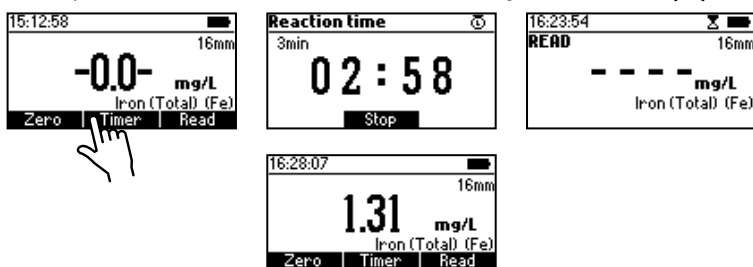 15:12:58
16mm
-0.0- mg/L
Iron (Total) (Fe)
Zero Timer Read
Reaction time
3min
02:58
Stop
16:23:54
READ 16mm
- - - - mg/L
Iron (Total) (Fe)
16:28:07
16mm
1.31 mg/L
Iron (Total) (Fe)
Zero Timer Read